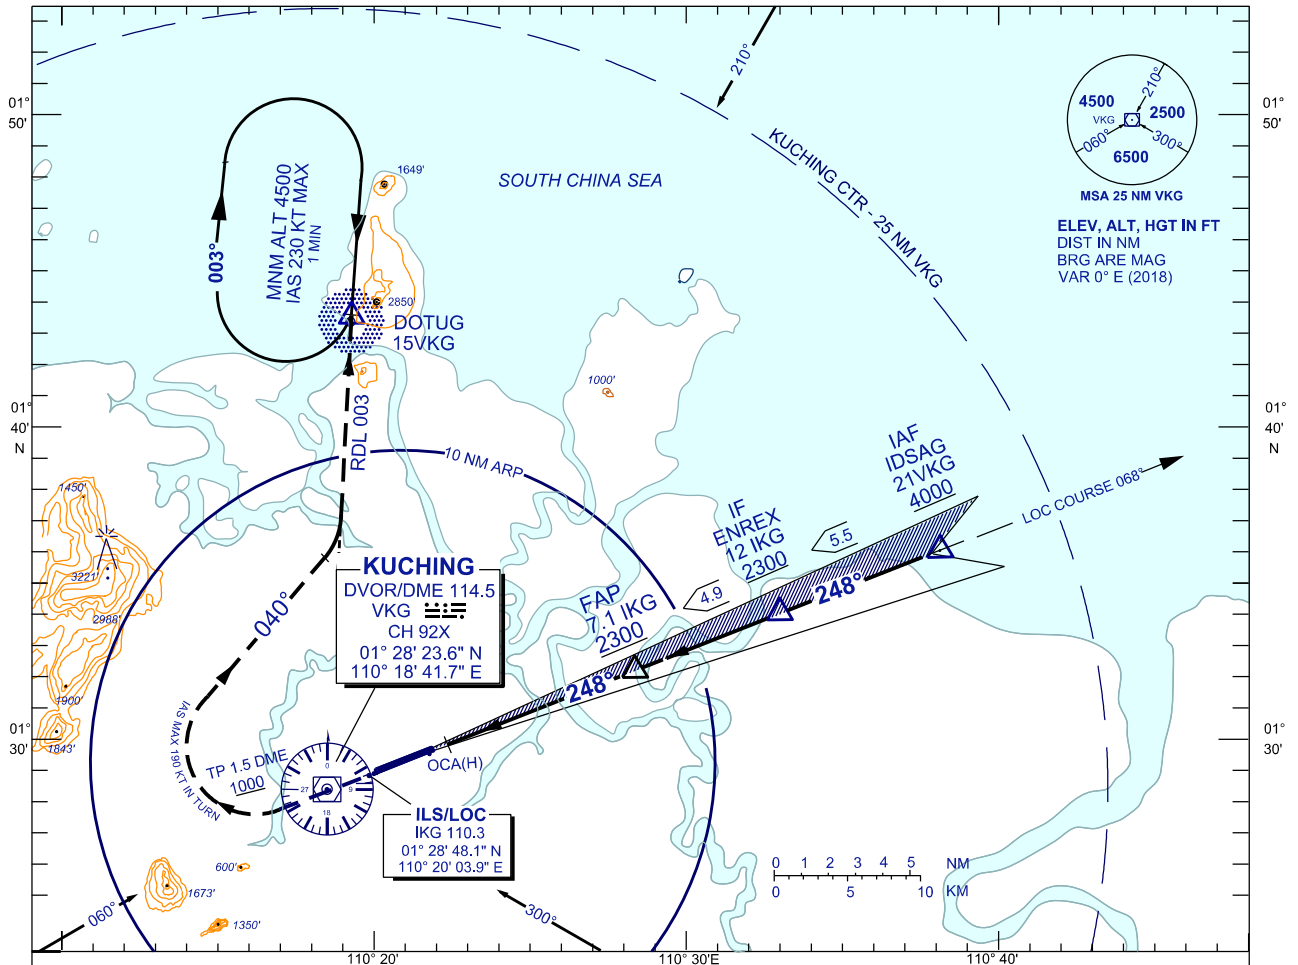 01°
50'
01°
40'
N
01°
30'
210°
KUCHING CTR - 25 NM VKG
SOUTH CHINA SEA
4500
VKG
2500
210°
060°
300°
6500
MSA 25 NM VKG
ELEV, ALT, HGT IN FT
DIST IN NM
BRG ARE MAG
VAR 0° E (2018)
01°
50'
01°
40'
N
01°
30'
003°
MNM ALT 4500
IAS 230 KT MAX
1 MIN
1649'
2850'
DOTUG
15VKG
1000'
RDL 003
10 NM ARP
IAF
IDSAG
21VKG
4000
LOC COURSE 068°
IF
ENREX
12 IKG
2300
5.5
4.9
248°
FAP
7.1 IKG
2300
248°
1450'
3221'
2988'
1900'
1843'
040°
KUCHING
DVOR/DME 114.5
VKG
CH 92X
01° 28' 23.6" N
110° 18' 41.7" E
IAS MAX 190 KT IN TURN
TP 1.5 DME
1000
0
9
18
27
OCA(H)
ILS/LOC
IKG 110.3
01° 28' 48.1" N
110° 20' 03.9" E
600'
1673'
1350'
060°
300°
0 1 2 3 4 5 NM
0 5 10 KM
110° 20'
110° 30'E
110° 40'